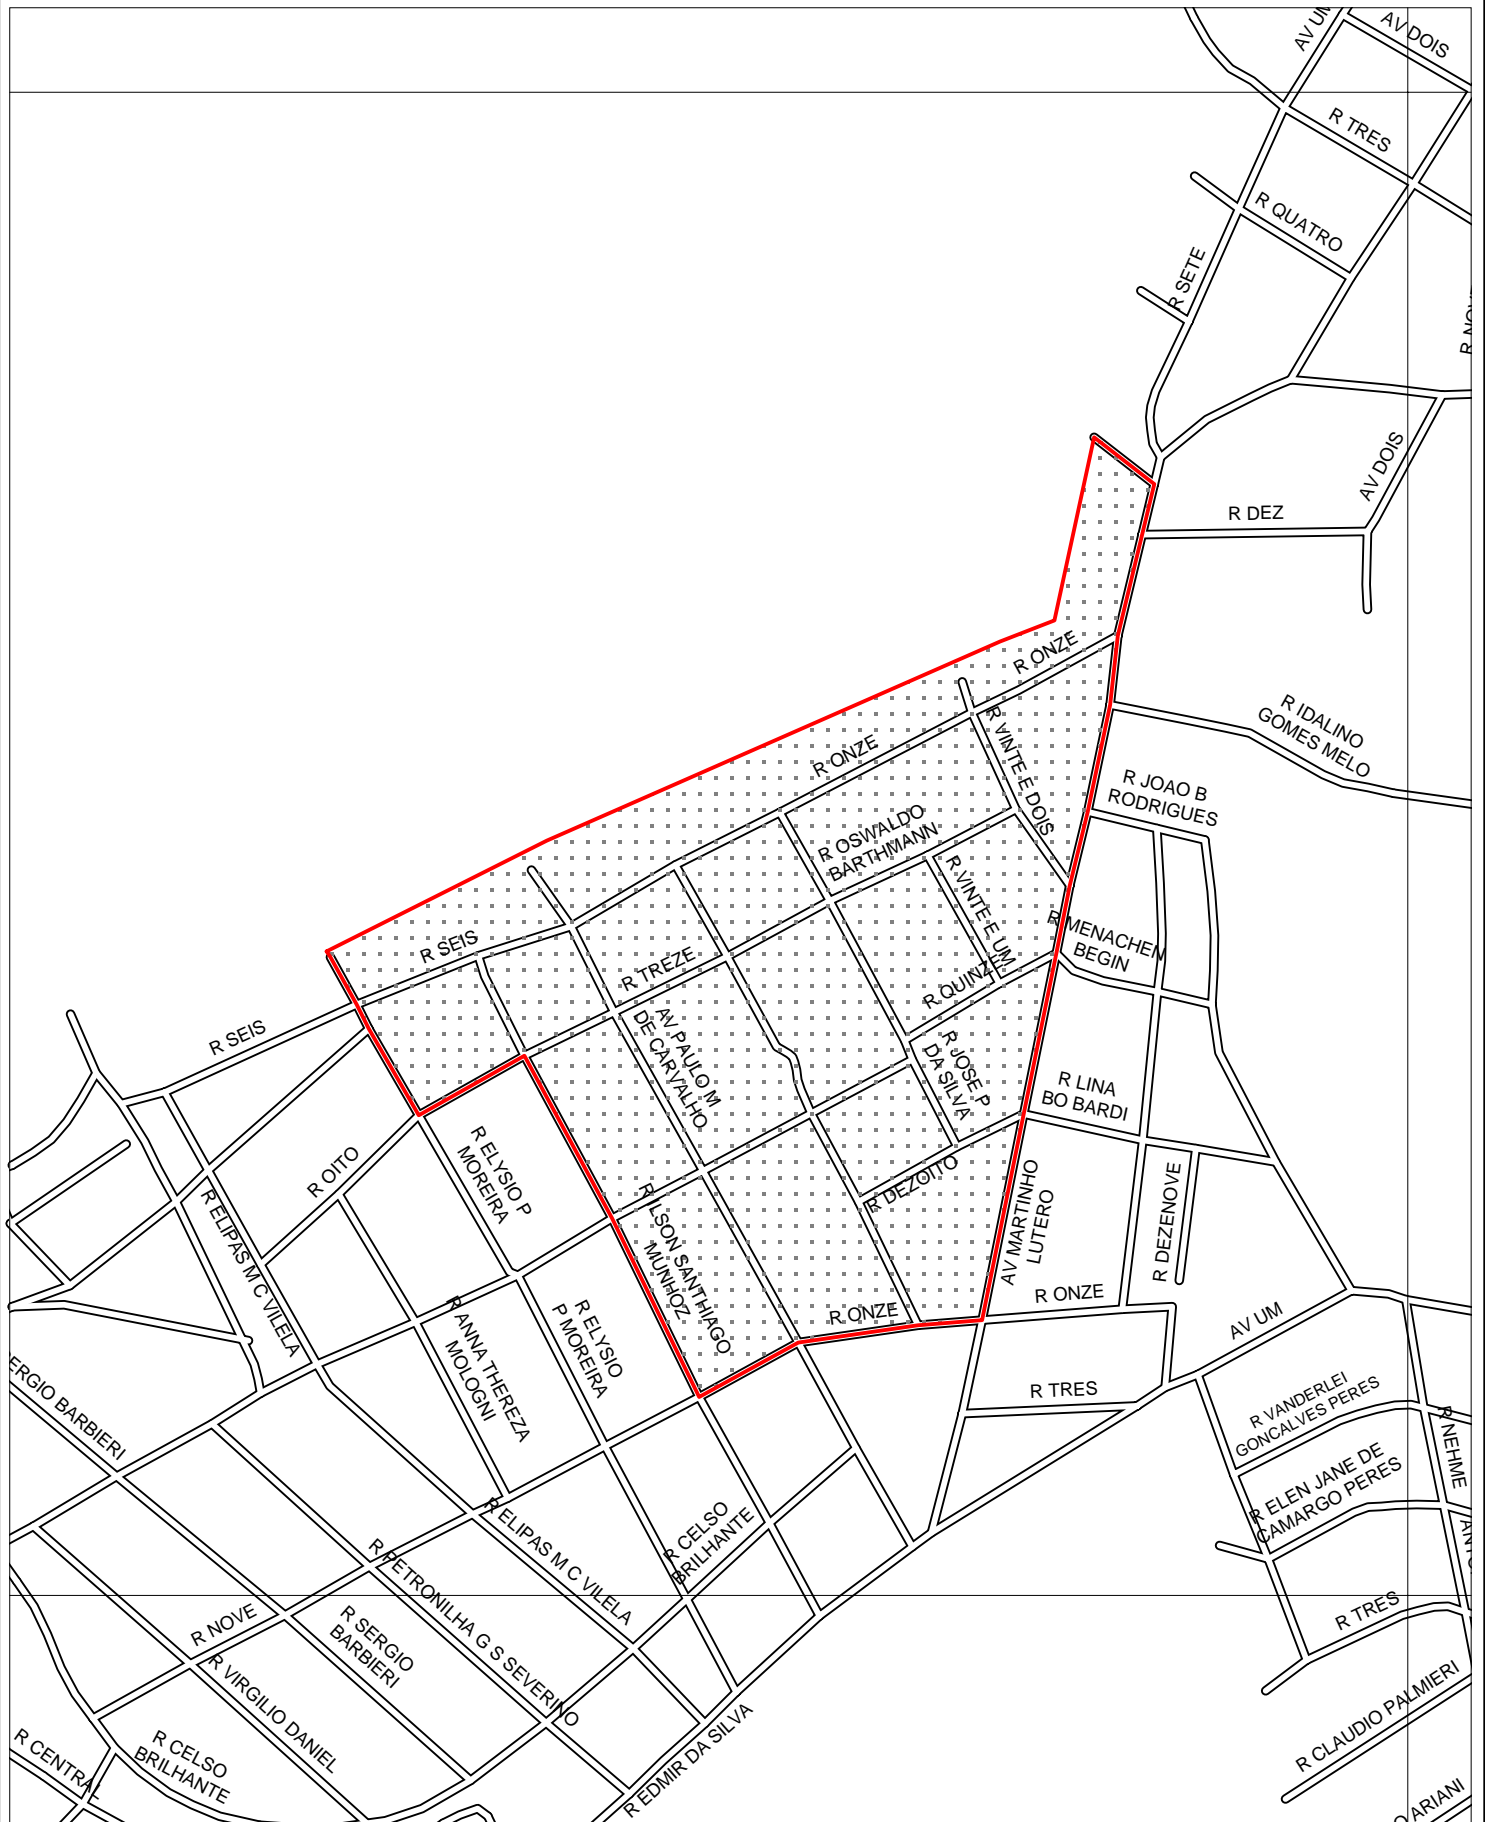 AV UM
AV DOIS
R TRES
R QUATRO
R SETE
AV DOIS
R DEZ
R ONZE
R IDALINO
GOMES MELO
R VINTE E DOIS
R ONZE
R JOAO B
RODRIGUES
R OSWALDO
BARTHMANN
R VINTE E UM
R MENACHEN
BEGIN
R SEIS
R TREZE
R QUINZE
R SEIS
AV PAULO M
DE CARVALHO
R JOSE P
DA SILVA
R LINA
BO BARDI
R OITO
R ELYSIO P
MOREIRA
R DEZOITO
AV MARTINHO
LUTERO
R DEZENOVE
R ELIPAS M C VILELA
R ILSON SANTHIAGO
MUNHOZ
R ONZE
R ONZE
AV UM
R ANNA THEREZA
MOLOGNI
R ELYSIO
P MOREIRA
R TRES
R VANDERLEI
GONCALVES PERES
ERGIO BARBIERI
R NEHME
R ELEN JANE DE
CAMARGO PERES
R ELIPAS M C VILELA
R CELSO
BRILHANTE
R PETRONILHA G S SEVERINO
R NOVE
R SERGIO
BARBIERI
R TRES
R VIRGILIO DANIEL
R CLAUDIO PALMIERI
R CENTRAL
R CELSO
BRILHANTE
R EDMIR DA SILVA
O ARIANI